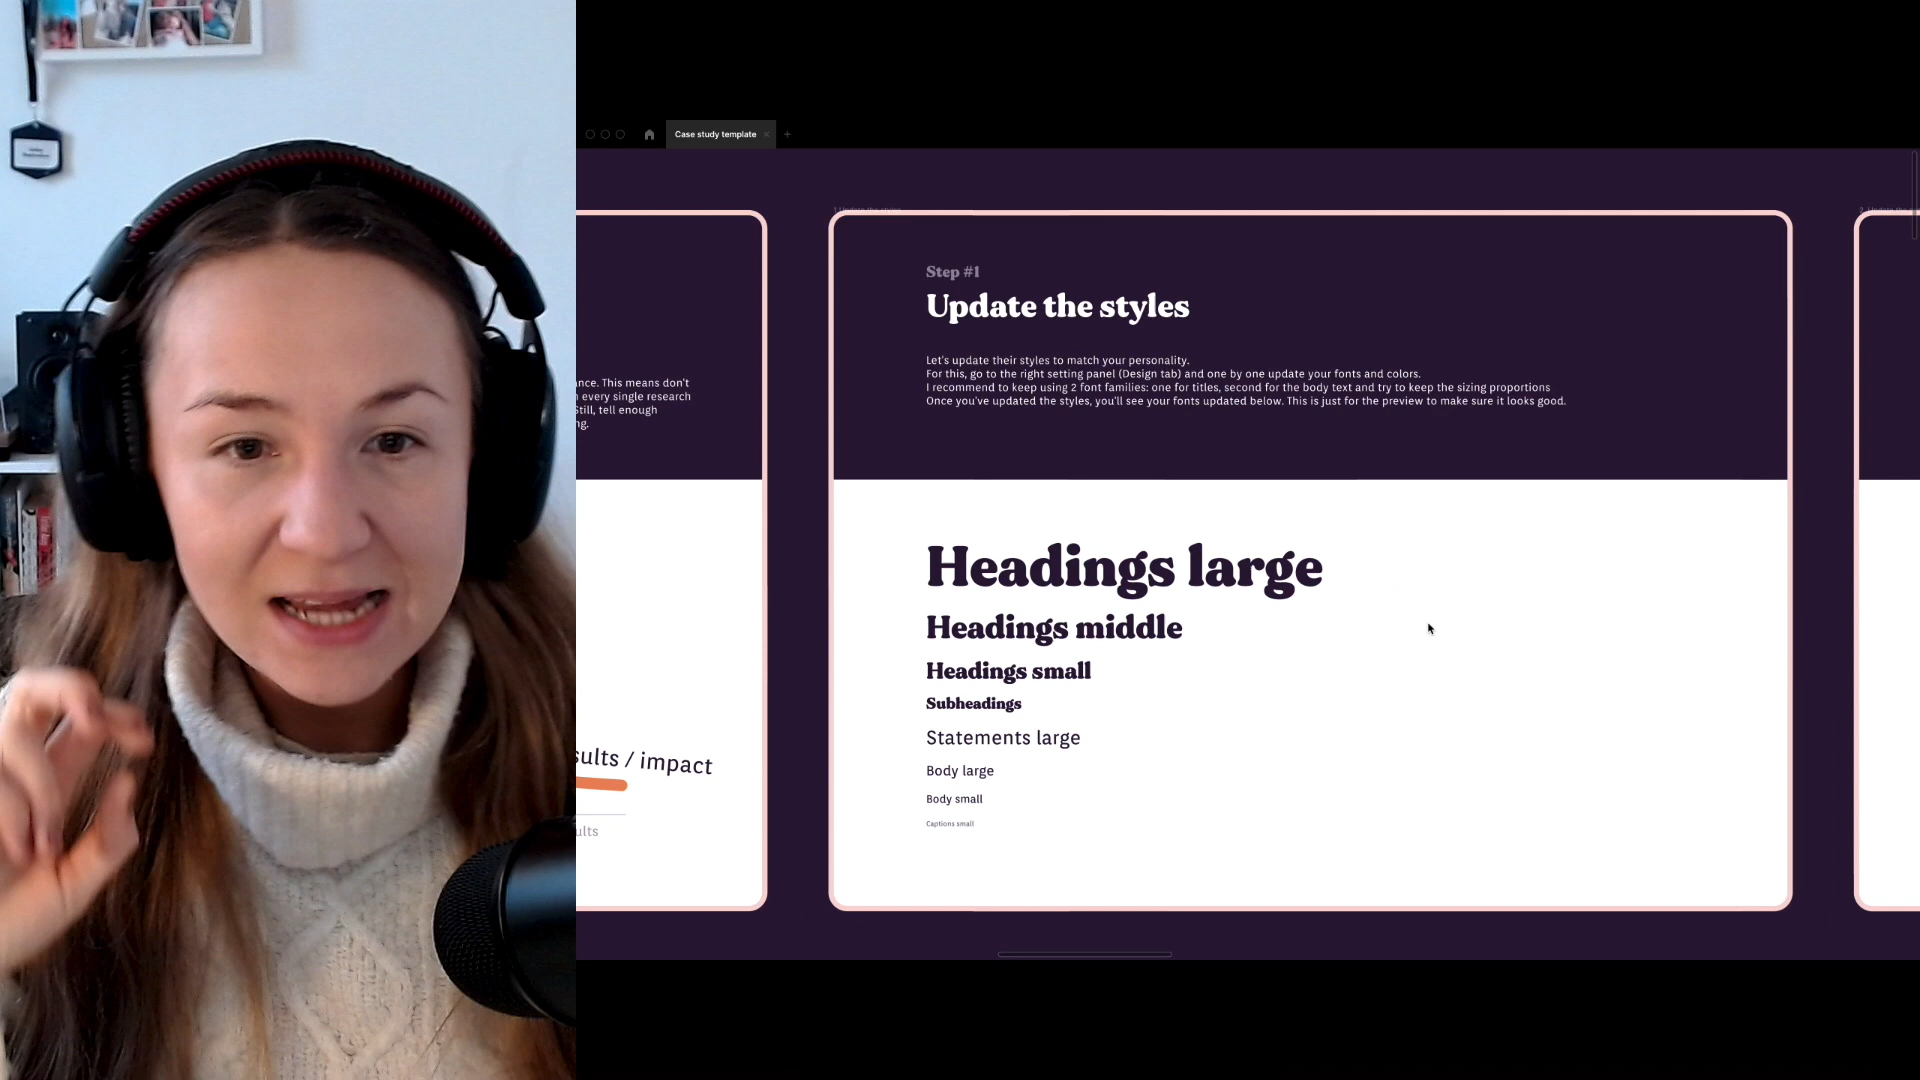 Case study template
Step #1
Update the styles
Let's update their styles to match your personality.
For this, go to the right setting panel (Design tab) and one by one update your fonts and colors.
I recommend to keep using 2 font families: one for titles, second for the body text and try to keep the sizing proportions
Once you've updated the styles, you'll see your fonts updated below. This is just for the preview to make sure it looks good.
ance. This means don't
every single research
Still, tell enough
ng.
Headings large
Headings middle
Headings small
Subheadings
Statements large
Body large
Body small
Captions small
sults / impact
ults